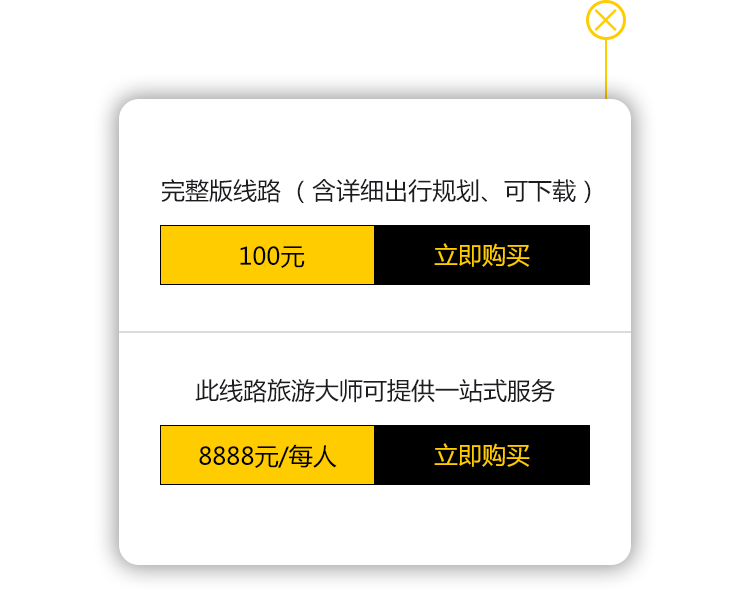 完整版线路（含详细出行规划、可下载）
100元 立即购买
此线路旅游大师可提供一站式服务
8888元/每人 立即购买